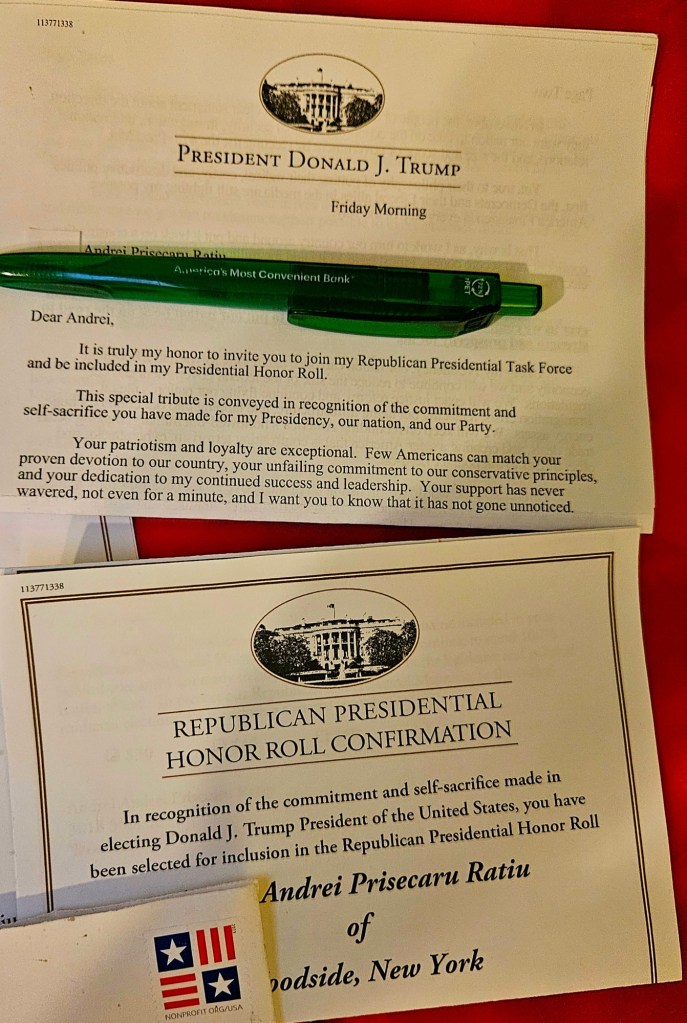 113771338
PRESIDENT DONALD J. TRUMP
Friday Morning
Andrei Prisecaru Ratiu
America's Most Convenient Bank
Dear Andrei,
It is truly my honor to invite you to join my Republican Presidential Task Force
and be included in my Presidential Honor Roll.
This special tribute is conveyed in recognition of the commitment and
self-sacrifice you have made for my Presidency, our nation, and our Party.
Your patriotism and loyalty are exceptional. Few Americans can match your
proven devotion to our country, your unfailing commitment to our conservative principles,
and your dedication to my continued success and leadership. Your support has never
wavered, not even for a minute, and I want you to know that it has not gone unnoticed.
113771338
REPUBLICAN PRESIDENTIAL
HONOR ROLL CONFIRMATION
In recognition of the commitment and self-sacrifice made in
electing Donald J. Trump President of the United States, you have
been selected for inclusion in the Republican Presidential Honor Roll
Andrei Prisecaru Ratiu
of
oodside, New York
NONPROFIT ORG/USA